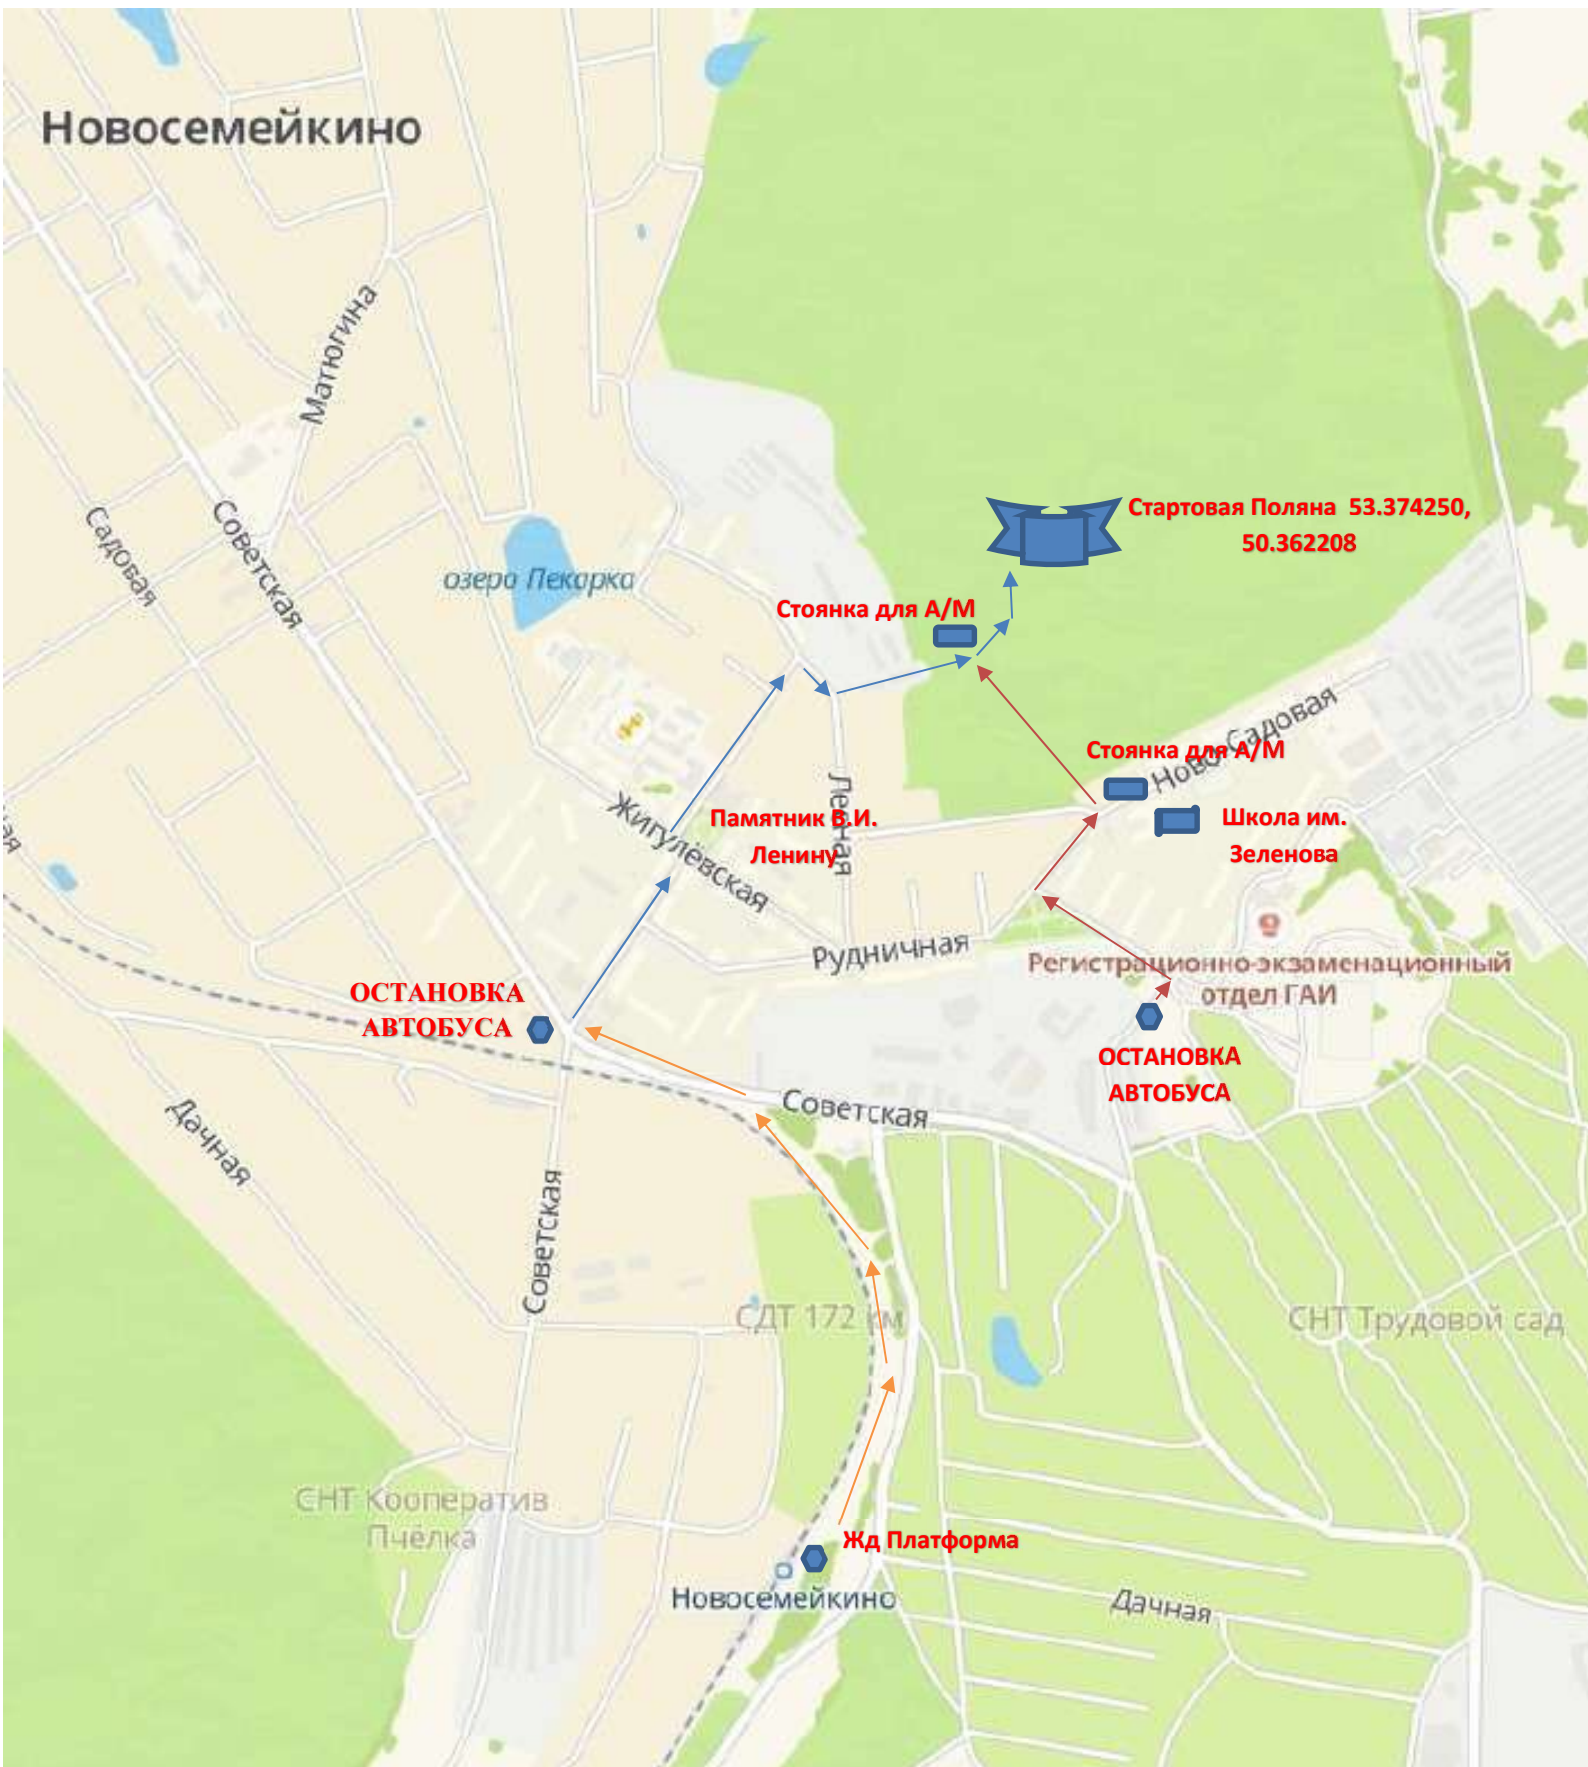 Новосемейкино
Матюгина
Садовая
Советская
Стартовая Поляна 53.374250,
50.362208
озеро Пекарка
Стоянка для А/М
Ново-Садовая
Стоянка для А/М
Лесная
Жигулёвская
Памятник В.И.
Ленину
Школа им.
Зеленова
Рудничная
Регистрационно-экзаменационный
отдел ГАИ
ОСТАНОВКА
АВТОБУСА
ОСТАНОВКА
АВТОБУСА
Советская
Дачная
Советская
СДТ 172 км
СНТ Трудовой сад
СНТ Кооператив
Пчёлка
Жд Платформа
Новосемейкино
Дачная